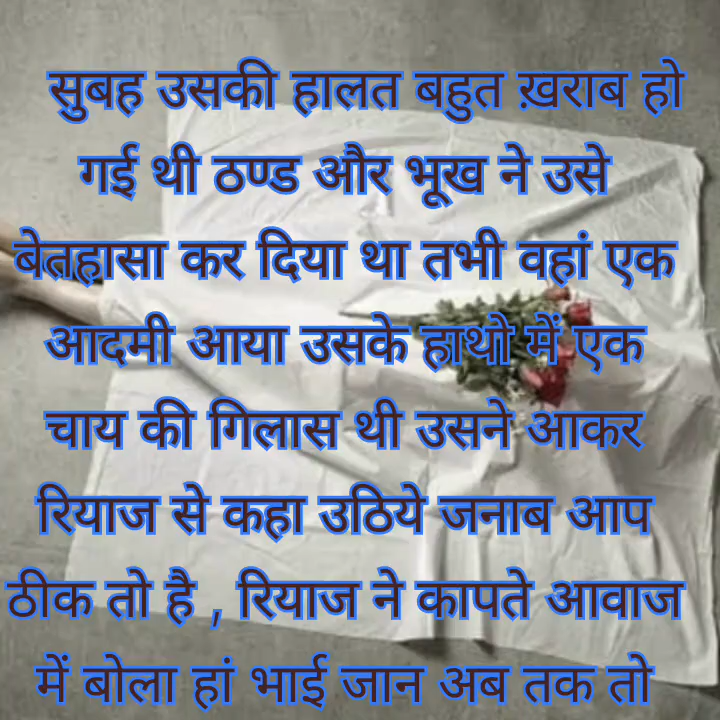 सुबह उसकी हालत बहुत ख़राब हो
गई थी ठण्ड और भूख ने उसे
बेतहासा कर दिया था तभी वहां एक
आदमी आया उसके हाथो में एक
चाय की गिलास थी उसने आकर
रियाज से कहा उठिये जनाब आप
ठीक तो है , रियाज ने कापते आवाज
में बोला हां भाई जान अब तक तो